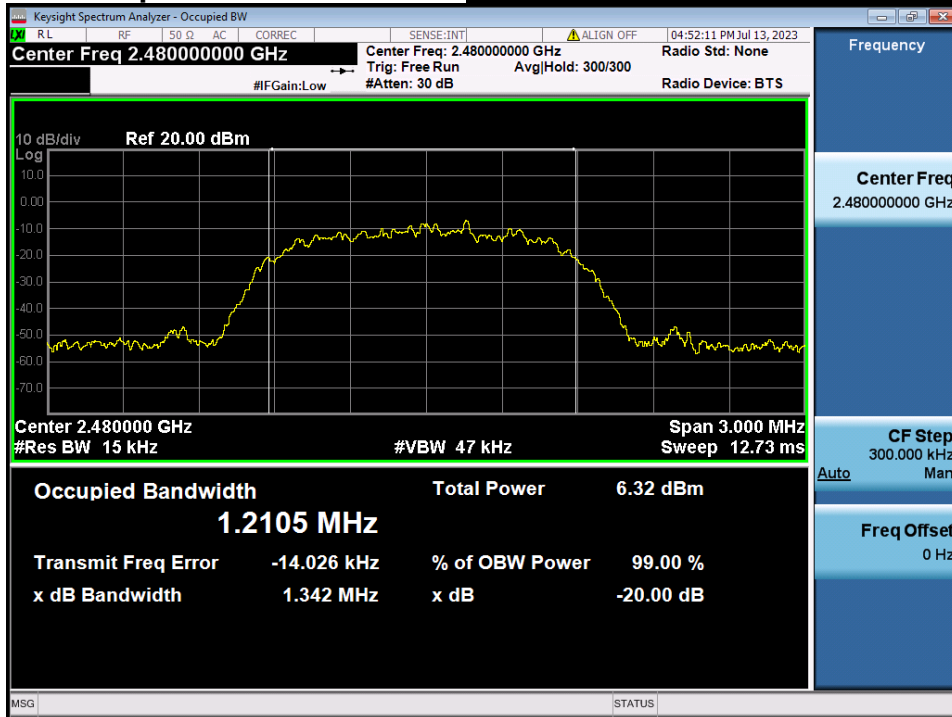 Keysight Spectrum Analyzer - Occupied BW
LXI RL RF 50 Ω AC CORREC SENSE:INT ALIGN OFF 04:52:11 PM Jul 13, 2023
Center Freq 2.480000000 GHz
Center Freq: 2.480000000 GHz
Radio Std: None
Trig: Free Run Avg|Hold: 300/300
#IFGain:Low
#Atten: 30 dB
Radio Device: BTS
10 dB/div Ref 20.00 dBm
Log
10.0
0.00
-10.0
-20.0
-30.0
-40.0
-50.0
-60.0
-70.0
Center 2.480000 GHz Span 3.000 MHz
#Res BW 15 kHz #VBW 47 kHz Sweep 12.73 ms
Occupied Bandwidth Total Power 6.32 dBm
1.2105 MHz
Transmit Freq Error -14.026 kHz % of OBW Power 99.00 %
x dB Bandwidth 1.342 MHz x dB -20.00 dB
MSG STATUS
Frequency
Center Freq
2.480000000 GHz
CF Step
300.000 kHz
Auto Man
Freq Offset
0 Hz